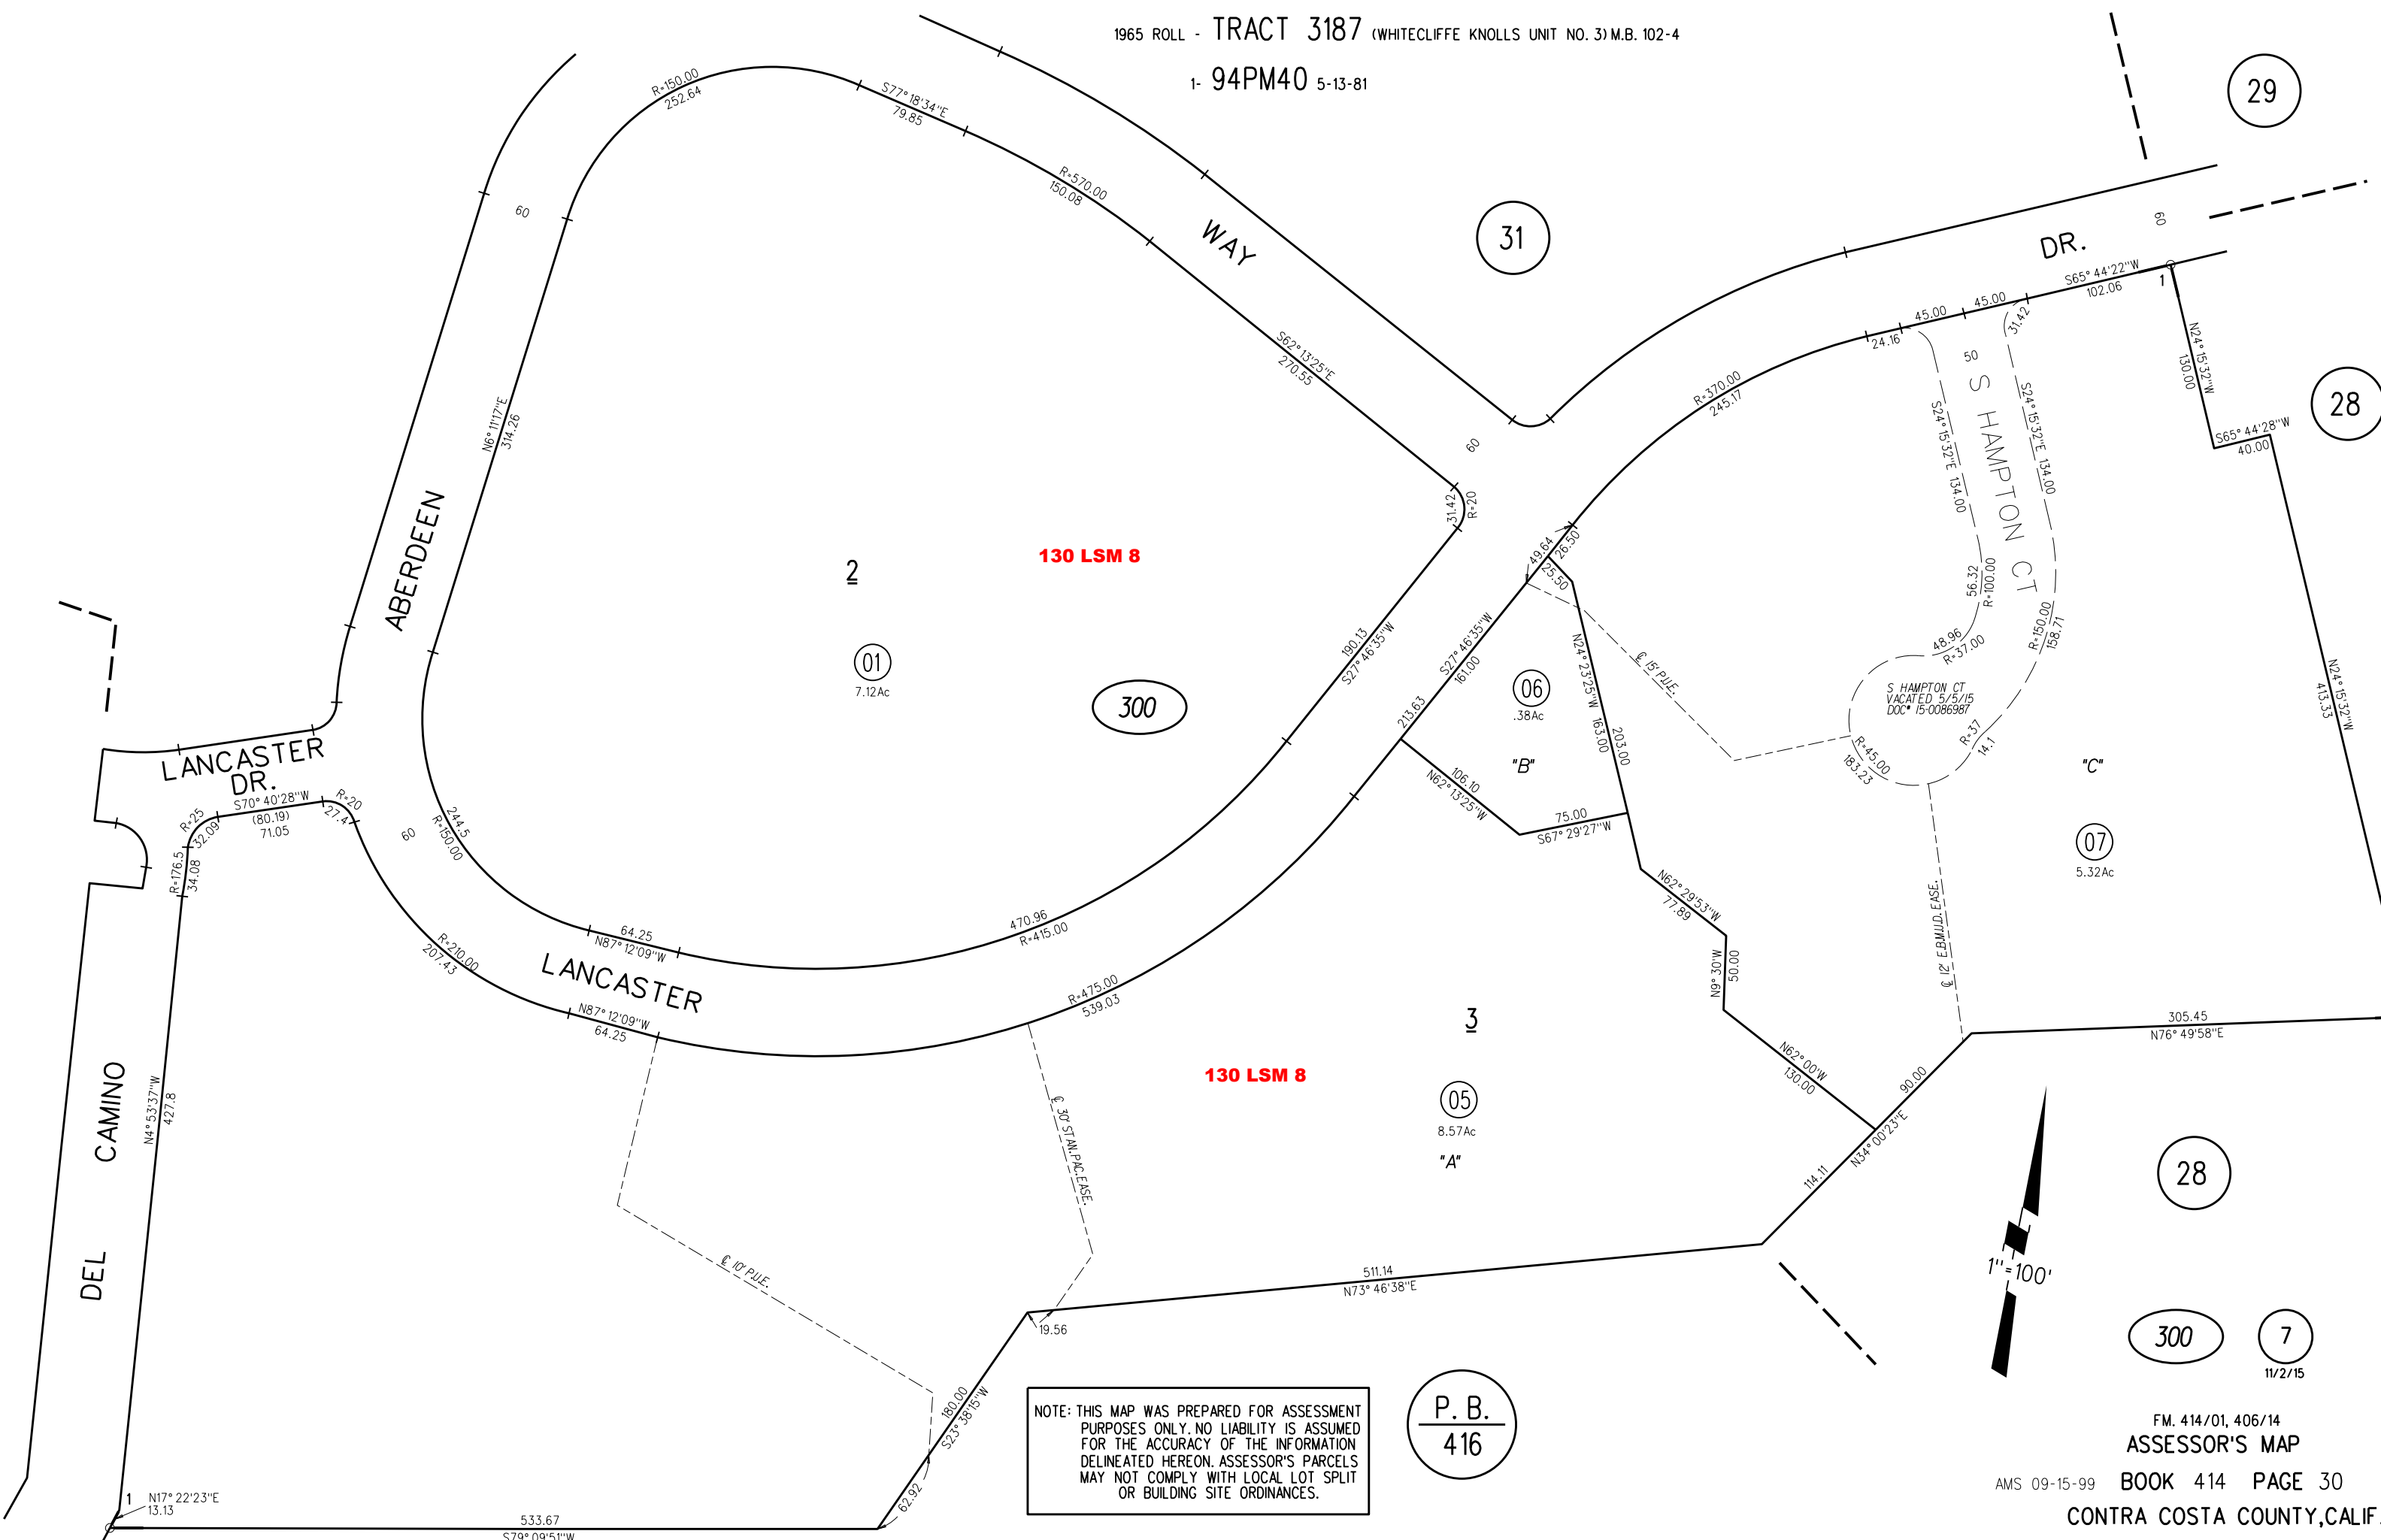 1965 ROLL - TRACT 3187 (WHITECLIFFE KNOLLS UNIT NO. 3) M.B. 102-4
1- 94PM40 5-13-81
29
31
28
R=150.00
252.64
S77°18'34"E
79.85
R=570.00
150.08
60
WAY
S62°13'25"E
270.55
N6°11'17"E
314.26
ABERDEEN
60
31.42
R=20
DR.
60
S65°44'22"W
102.06
1
45.00
45.00
24.16
31.42
50
S HAMPTON CT
R=370.00
245.17
S24°15'32"E 134.00
S24°15'32"E 134.00
N24°15'32"W
130.00
S65°44'28"W
40.00
N24°15'32"W
413.33
56.32
R=100.00
R=150.00
158.71
48.96
R=37.00
S HAMPTON CT
VACATED 5/5/15
DOC# 15-0086987
R=45.00
183.23
R=37
14.1
2
130 LSM 8
01
7.12Ac
300
190.13
S27°46'35"W
49.64
26.50
25.50
S27°46'35"W
161.00
213.63
06
.38Ac
"B"
N24°23'25"W 163.00
203.00
℄ 15' P.U.E.
106.10
N62°13'25"W
75.00
S67°29'27"W
"C"
07
5.32Ac
LANCASTER
DR.
S70°40'28"W
(80.19)
71.05
R=20
27.4
R=25
32.09
R=176.5
34.08
60
244.5
R=150.00
R=210.00
207.43
64.25
N87°12'09"W
LANCASTER
N87°12'09"W
64.25
470.96
R=415.00
R=475.00
539.03
N62°29'53"W
77.89
N9°30'W
50.00
N62°00'W
130.00
℄ 12' E.B.M.U.D. EASE.
3
130 LSM 8
05
8.57Ac
"A"
305.45
N76°49'58"E
90.00
N34°00'23"E
114.11
28
DEL CAMINO
N4°53'37"W
427.8
℄ 30' STAN.PAC.EASE.
℄ 10' P.U.E.
511.14
N73°46'38"E
19.56
180.00
S23°38'15"W
62.92
1
N17°22'23"E
13.13
533.67
S79°09'51"W
1"=100'
NOTE: THIS MAP WAS PREPARED FOR ASSESSMENT
PURPOSES ONLY. NO LIABILITY IS ASSUMED
FOR THE ACCURACY OF THE INFORMATION
DELINEATED HEREON. ASSESSOR'S PARCELS
MAY NOT COMPLY WITH LOCAL LOT SPLIT
OR BUILDING SITE ORDINANCES.
P. B.
416
300
7
11/2/15
FM. 414/01, 406/14
ASSESSOR'S MAP
AMS 09-15-99 BOOK 414 PAGE 30
CONTRA COSTA COUNTY, CALIF.